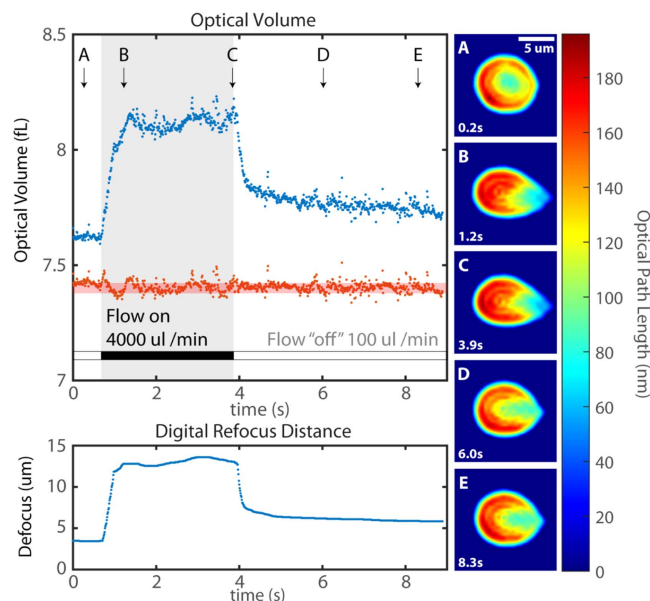 Optical Volume
8.5
8
7.5
7
Optical Volume (fL)
A B C D E
Flow on
4000 ul /min
Flow “off” 100 ul /min
0 2 4 6 8
time (s)
Digital Refocus Distance
15
10
5
0
Defocus (um)
0 2 4 6 8
time (s)
A
5 um
0.2s
B
1.2s
C
3.9s
D
6.0s
E
8.3s
180
160
140
120
100
80
60
40
20
0
Optical Path Length (nm)